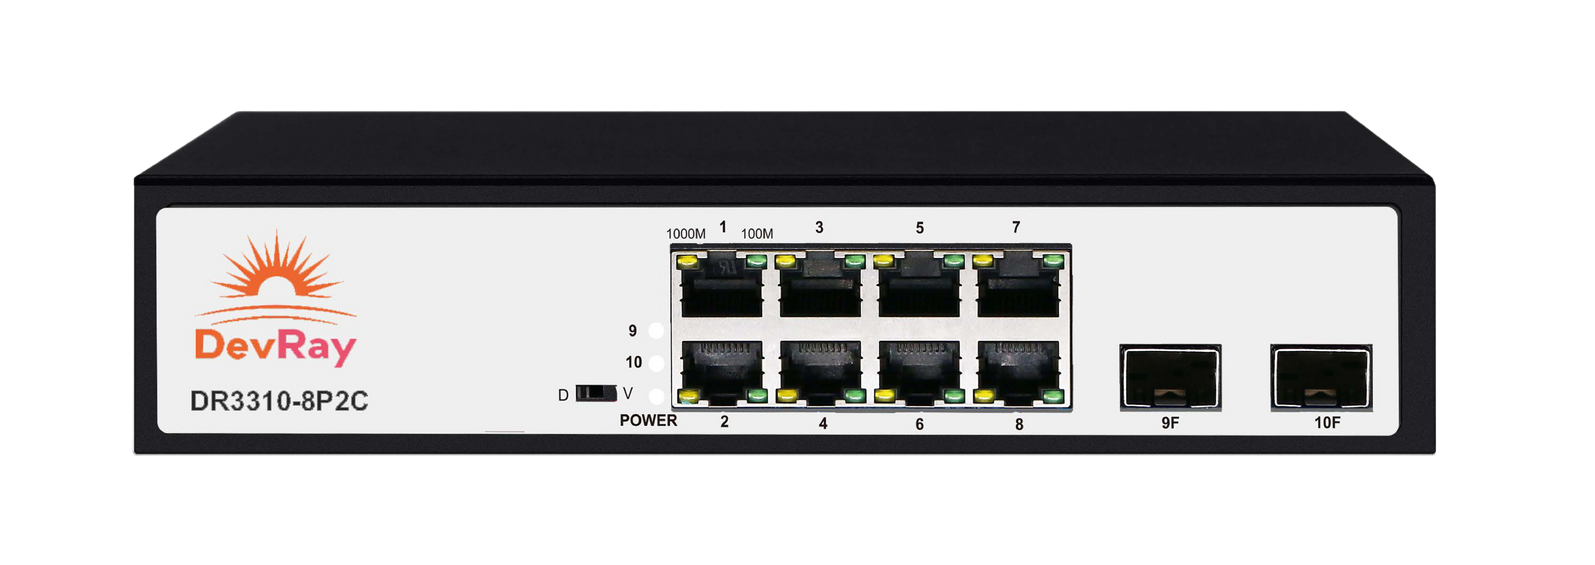 DevRay
DR3310-8P2C
1000M 1 100M 3 5 7
9
10
D V
POWER
2 4 6 8
9F 10F